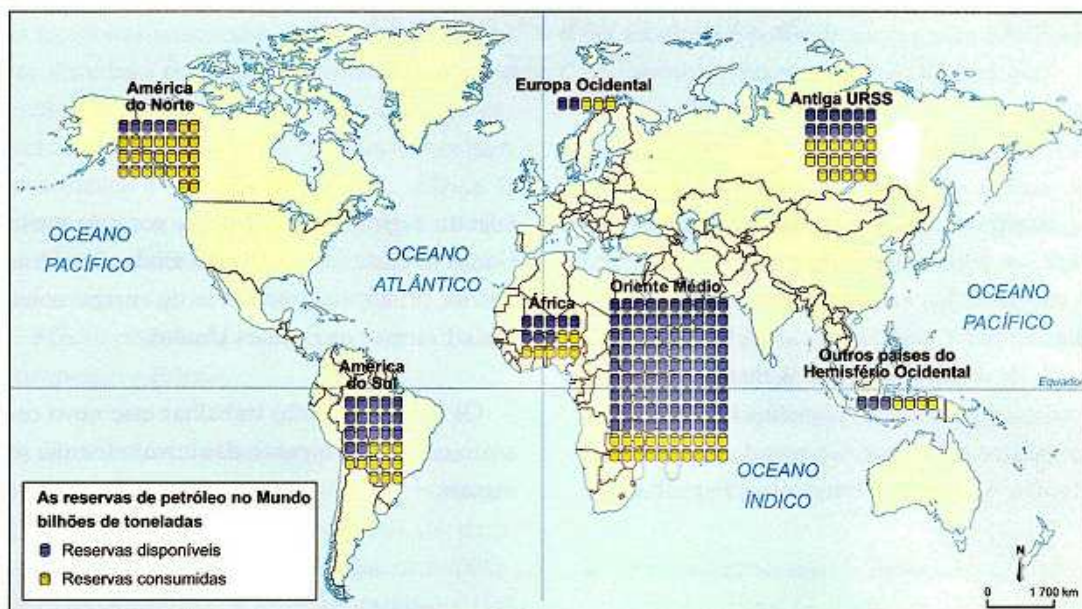 América
do Norte
Europa Ocidental
Antiga URSS
OCEANO
PACÍFICO
OCEANO
ATLÂNTICO
África
Oriente Médio
OCEANO
PACÍFICO
América
do Sul
Outros países do
Hemisfério Ocidental
Equador
OCEANO
ÍNDICO
As reservas de petróleo no Mundo
bilhões de toneladas
Reservas disponíveis
Reservas consumidas
N
0 1 700 km